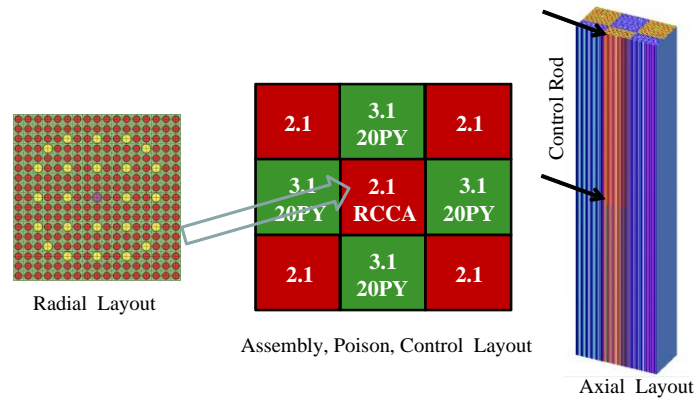 Radial Layout
2.1
3.1
20PY
2.1
3.1
20PY
2.1
RCCA
3.1
20PY
2.1
3.1
20PY
2.1
Assembly, Poison, Control Layout
Control Rod
Axial Layout